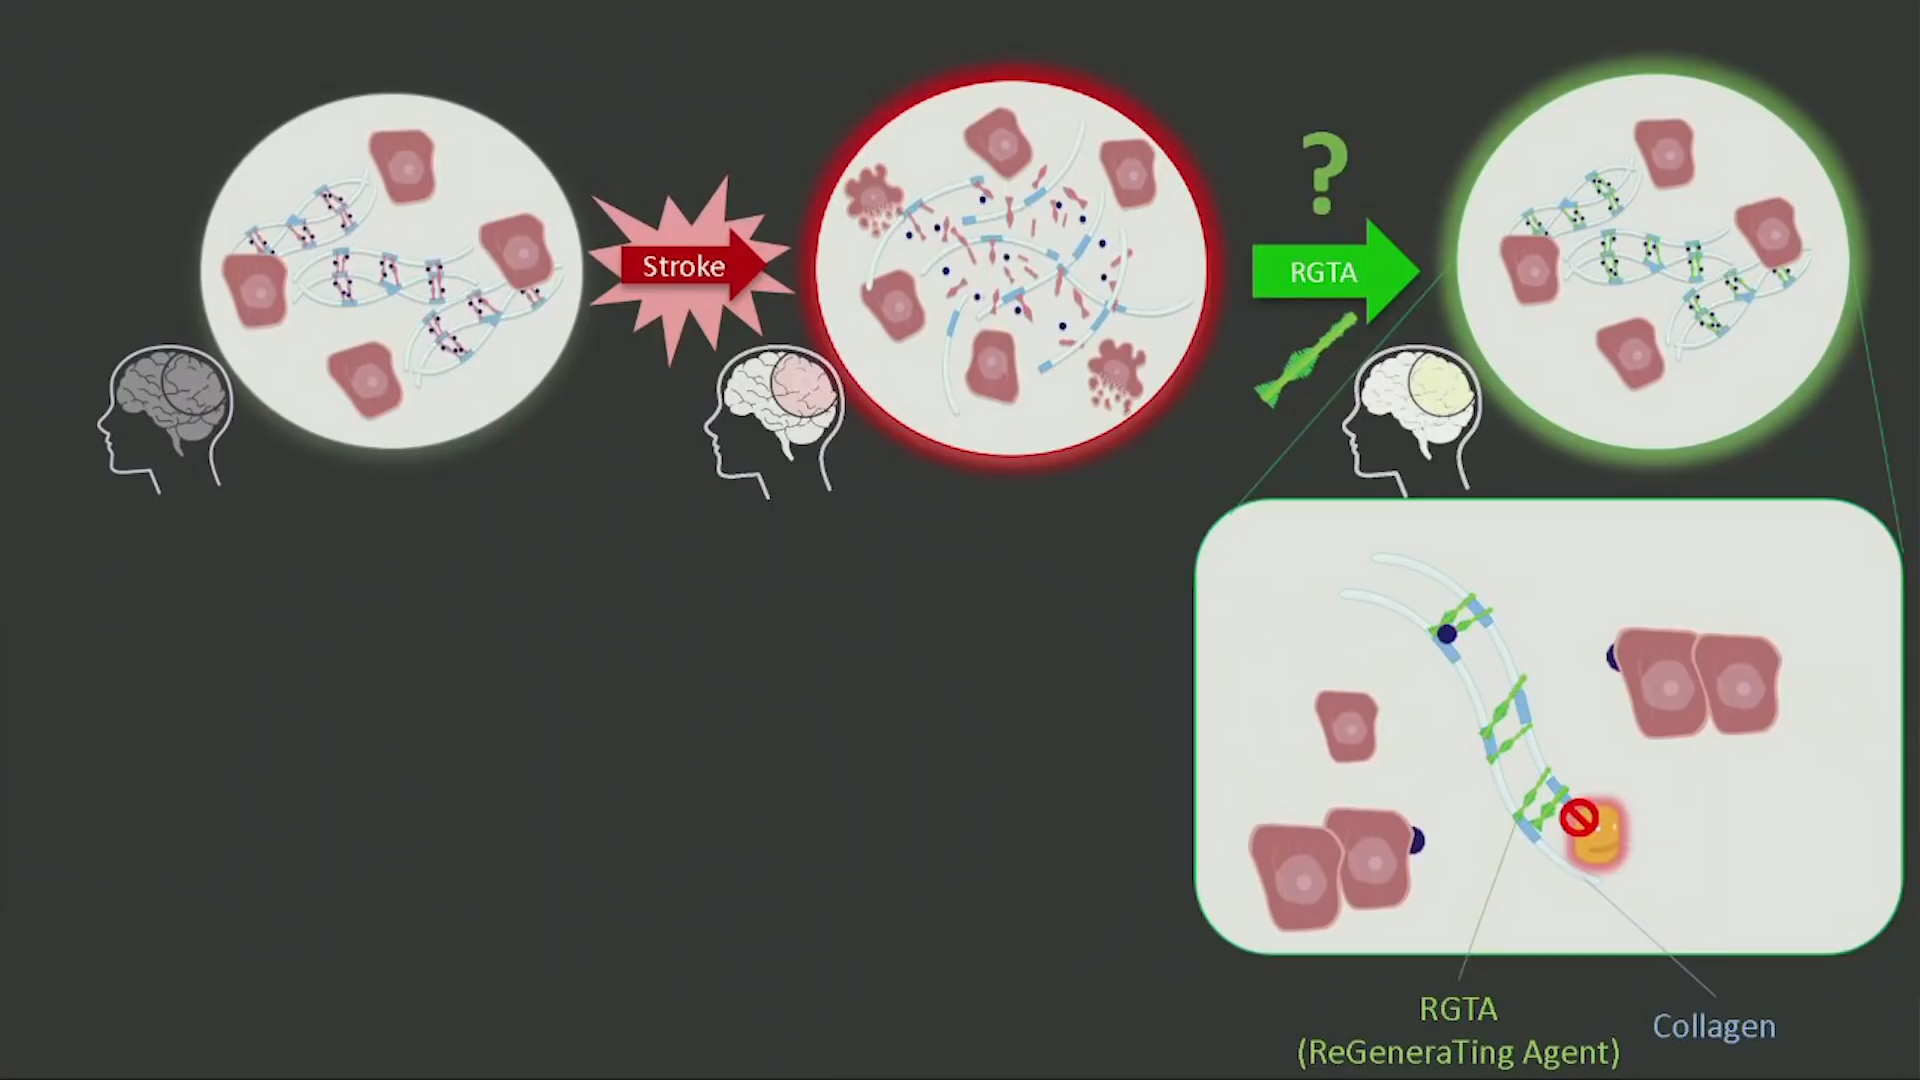 Stroke
?
RGTA
RGTA
(ReGeneraTing Agent)
Collagen